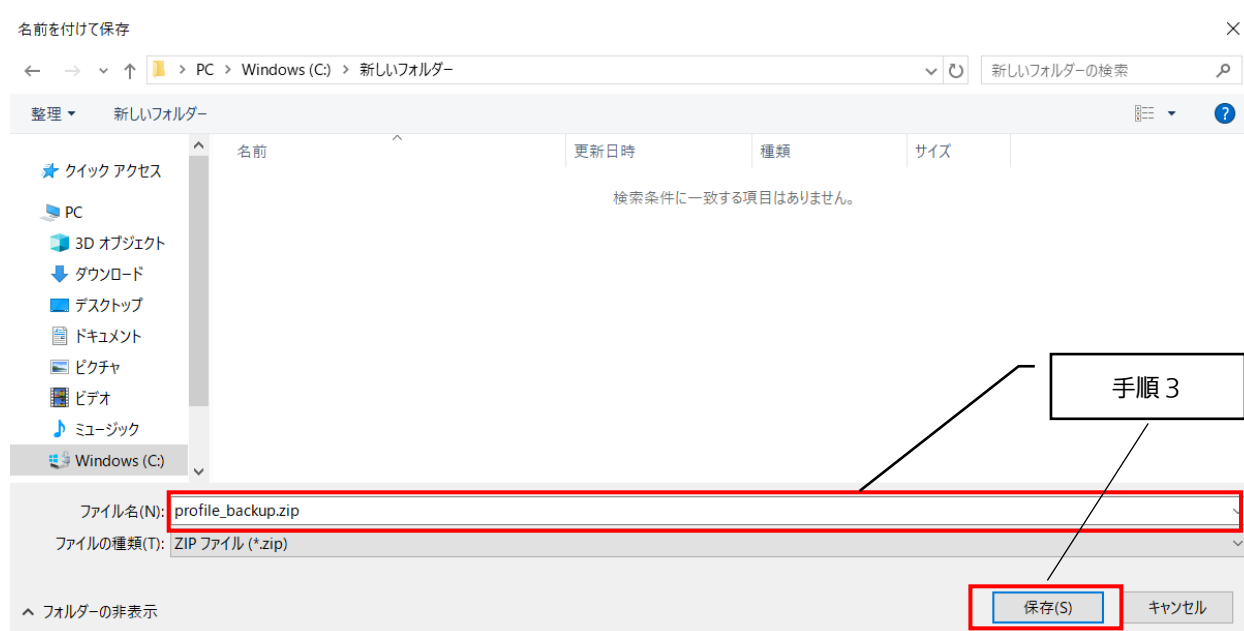 名前を付けて保存
PC > Windows (C:) > 新しいフォルダー
新しいフォルダーの検索
整理 新しいフォルダー
名前 更新日時 種類 サイズ
検索条件に一致する項目はありません。
クイック アクセス
PC
3D オブジェクト
ダウンロード
デスクトップ
ドキュメント
ピクチャ
ビデオ
ミュージック
Windows (C:)
手順３
ファイル名(N): profile_backup.zip
ファイルの種類(T): ZIP ファイル (*.zip)
フォルダーの非表示
保存(S) キャンセル